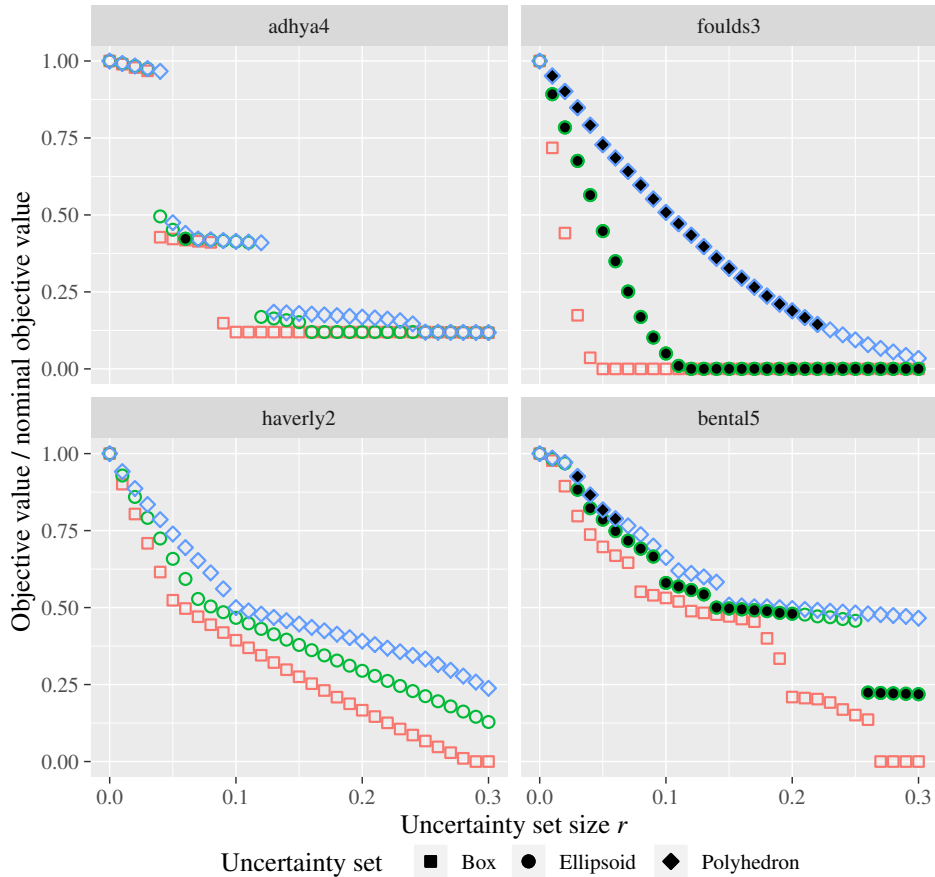 adhya4 foulds3
1.00
0.75
0.50
0.25
0.00
haverly2 bental5
1.00
0.75
0.50
0.25
0.00
0.0 0.1 0.2 0.3 0.0 0.1 0.2 0.3
Objective value / nominal objective value
Uncertainty set size r
Uncertainty set Box Ellipsoid Polyhedron